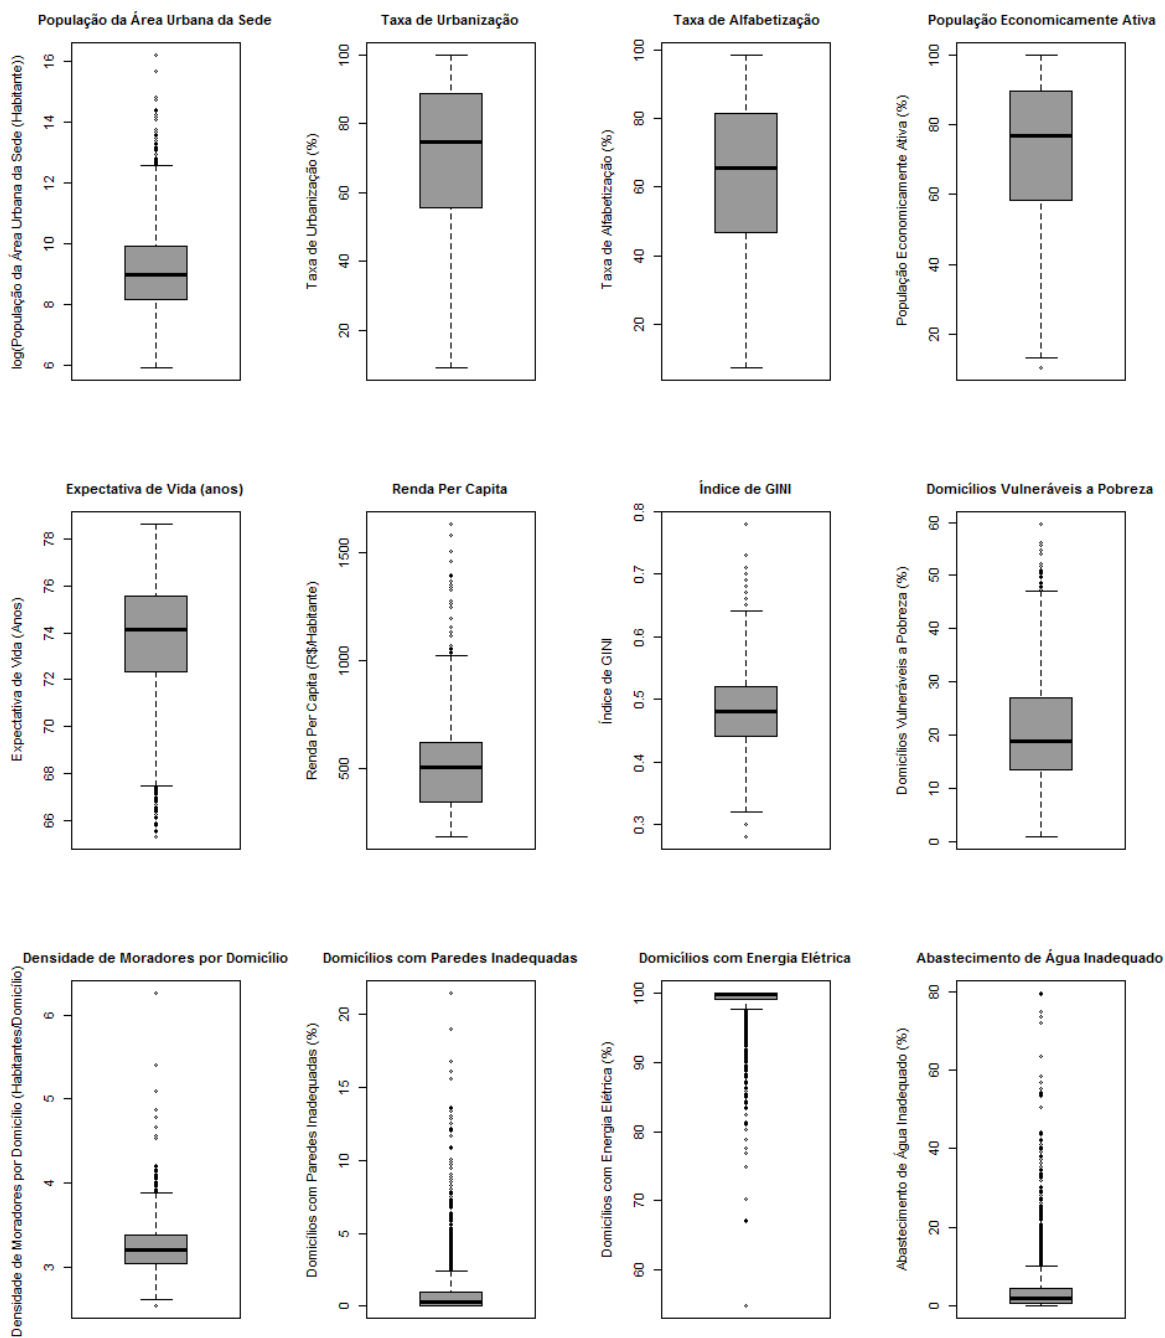 População da Área Urbana da Sede
log(População da Área Urbana da Sede (Habitante))
6 8 10 12 14 16
Taxa de Urbanização
Taxa de Urbanização (%)
20 40 60 80 100
Taxa de Alfabetização
Taxa de Alfabetização (%)
20 40 60 80 100
População Economicamente Ativa
População Economicamente Ativa (%)
20 40 60 80 100
Expectativa de Vida (anos)
Expectativa de Vida (Anos)
66 68 70 72 74 76 78
Renda Per Capita
Renda Per Capita (R$/Habitante)
500 1000 1500
Índice de GINI
Índice de GINI
0.3 0.4 0.5 0.6 0.7 0.8
Domicílios Vulneráveis a Pobreza
Domicílios Vulneráveis a Pobreza (%)
0 10 20 30 40 50 60
Densidade de Moradores por Domicílio
Densidade de Moradores por Domicílio (Habitantes/Domicílio)
3 4 5 6
Domicílios com Paredes Inadequadas
Domicílios com Paredes Inadequadas (%)
0 5 10 15 20
Domicílios com Energia Elétrica
Domicílios com Energia Elétrica (%)
60 70 80 90 100
Abastecimento de Água Inadequado
Abastecimento de Água Inadequado (%)
0 20 40 60 80